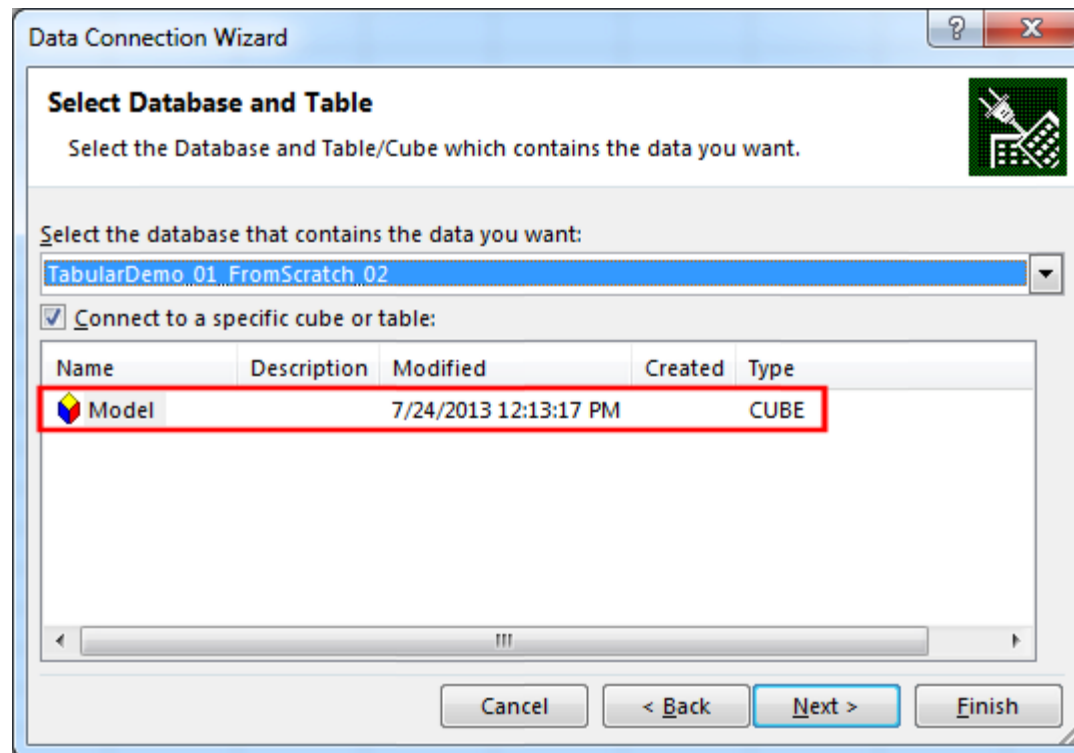 Data Connection Wizard
Select Database and Table
Select the Database and Table/Cube which contains the data you want.
Select the database that contains the data you want:
TabularDemo_01_FromScratch_02
Connect to a specific cube or table:
Name Description Modified Created Type
Model 7/24/2013 12:13:17 PM CUBE
Cancel < Back Next > Finish